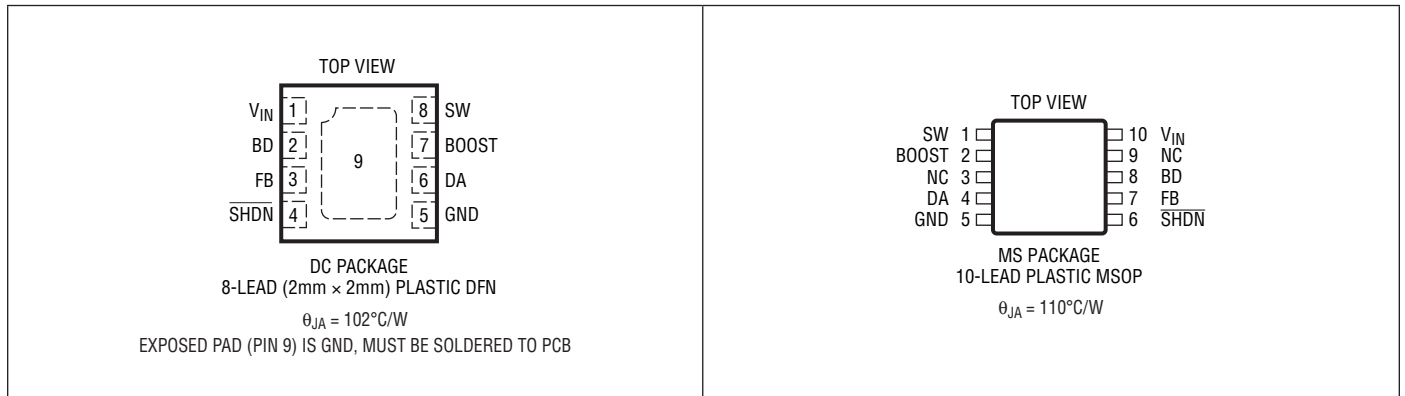 TOP VIEW
VIN 1 8 SW
BD 2 7 BOOST
9
FB 3 6 DA
SHDN 4 5 GND
DC PACKAGE
8-LEAD (2mm × 2mm) PLASTIC DFN
θJA = 102°C/W
EXPOSED PAD (PIN 9) IS GND, MUST BE SOLDERED TO PCB
TOP VIEW
SW 1 10 VIN
BOOST 2 9 NC
NC 3 8 BD
DA 4 7 FB
GND 5 6 SHDN
MS PACKAGE
10-LEAD PLASTIC MSOP
θJA = 110°C/W